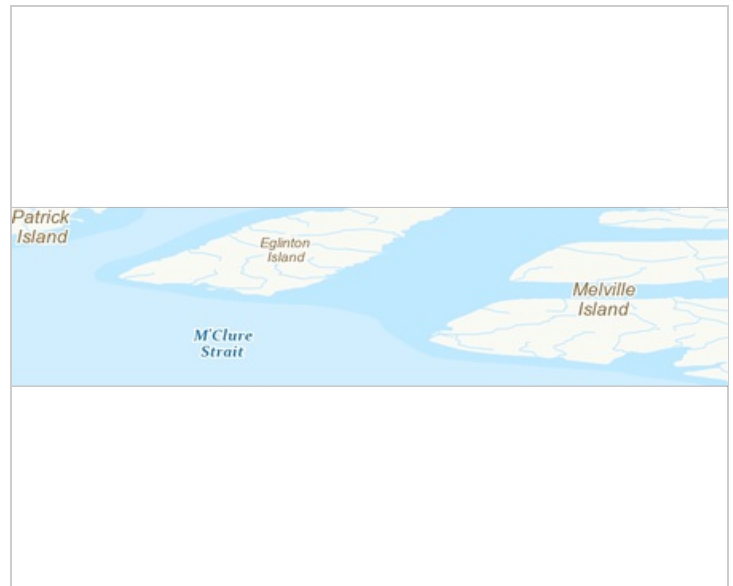 Patrick
Island
Eglinton
Island
Melville
Island
M'Clure
Strait